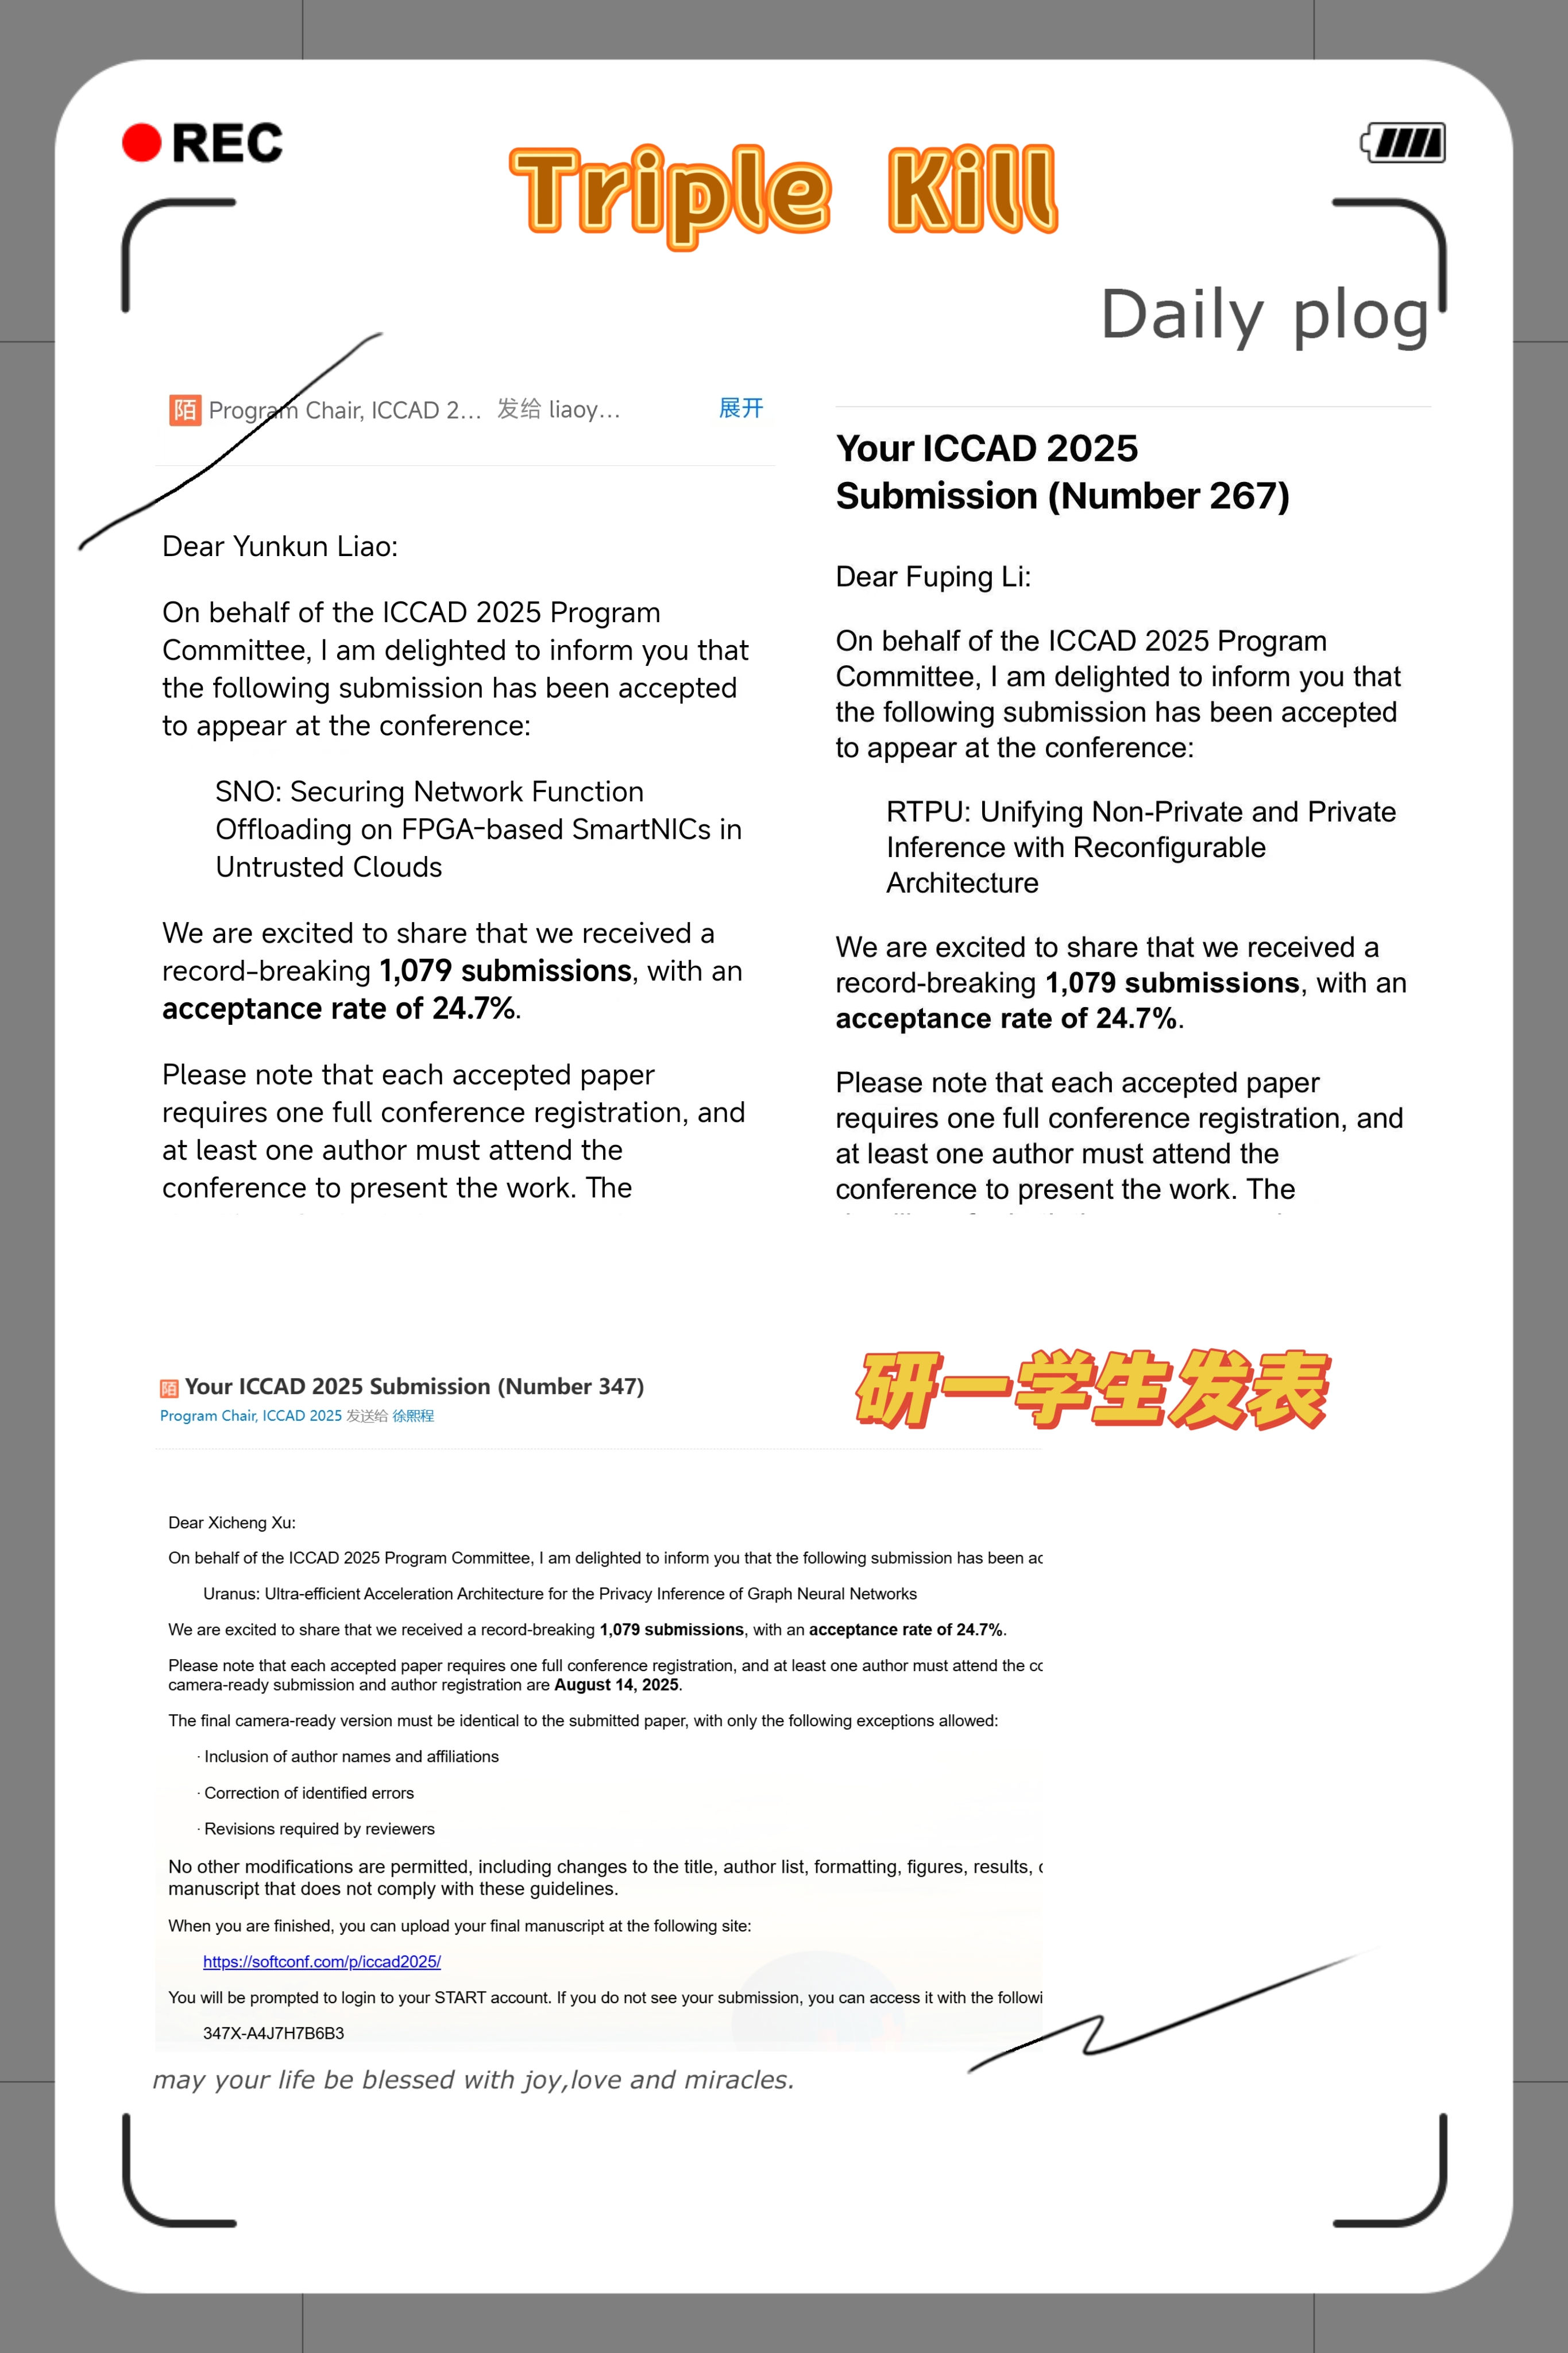 REC
Triple Kill
Daily plog
陌 Program Chair, ICCAD 2... 发给 liaoy... 展开
Dear Yunkun Liao:
On behalf of the ICCAD 2025 Program
Committee, I am delighted to inform you that
the following submission has been accepted
to appear at the conference:
SNO: Securing Network Function
Offloading on FPGA-based SmartNICs in
Untrusted Clouds
We are excited to share that we received a
record-breaking 1,079 submissions, with an
acceptance rate of 24.7%.
Please note that each accepted paper
requires one full conference registration, and
at least one author must attend the
conference to present the work. The
Your ICCAD 2025
Submission (Number 267)
Dear Fuping Li:
On behalf of the ICCAD 2025 Program
Committee, I am delighted to inform you that
the following submission has been accepted
to appear at the conference:
RTPU: Unifying Non-Private and Private
Inference with Reconfigurable
Architecture
We are excited to share that we received a
record-breaking 1,079 submissions, with an
acceptance rate of 24.7%.
Please note that each accepted paper
requires one full conference registration, and
at least one author must attend the
conference to present the work. The
研一学生发表
陌 Your ICCAD 2025 Submission (Number 347)
Program Chair, ICCAD 2025 发送给 徐熙程
Dear Xicheng Xu:
On behalf of the ICCAD 2025 Program Committee, I am delighted to inform you that the following submission has been ac
Uranus: Ultra-efficient Acceleration Architecture for the Privacy Inference of Graph Neural Networks
We are excited to share that we received a record-breaking 1,079 submissions, with an acceptance rate of 24.7%.
Please note that each accepted paper requires one full conference registration, and at least one author must attend the co
camera-ready submission and author registration are August 14, 2025.
The final camera-ready version must be identical to the submitted paper, with only the following exceptions allowed:
· Inclusion of author names and affiliations
· Correction of identified errors
· Revisions required by reviewers
No other modifications are permitted, including changes to the title, author list, formatting, figures, results,
manuscript that does not comply with these guidelines.
When you are finished, you can upload your final manuscript at the following site:
https://softconf.com/p/iccad2025/
You will be prompted to login to your START account. If you do not see your submission, you can access it with the followi
347X-A4J7H7B6B3
may your life be blessed with joy,love and miracles.